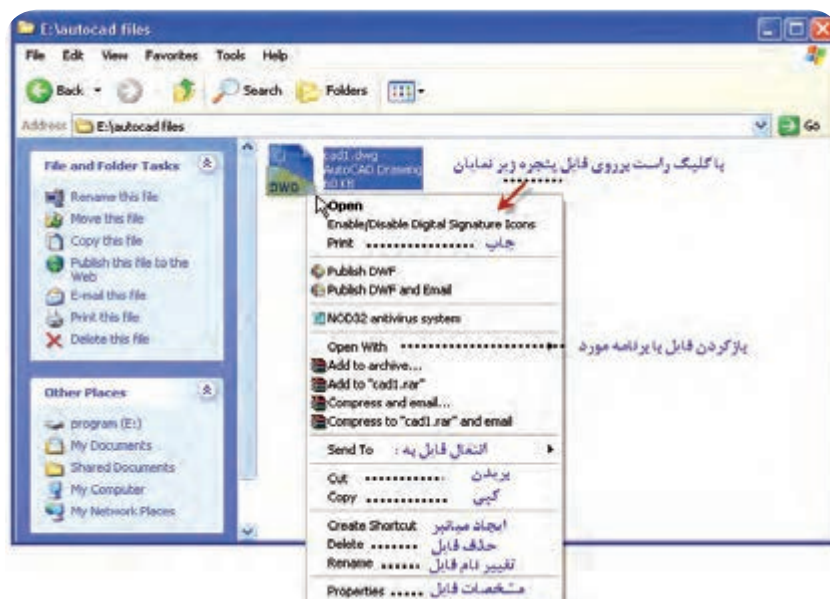 E:\autocad files
File Edit View Favorites Tools Help
Back Search Folders
Address E:\autocad files Go
File and Folder Tasks
Rename this file
Move this file
Copy this file
Publish this file to the Web
E-mail this file
Print this file
Delete this file
Other Places
program (E:)
My Documents
Shared Documents
My Computer
My Network Places
DWG
cad1.dwg
AutoCAD Drawing
60 KB
با کلیک راست برروی فایل پنجره زیر نمایان
Open
Enable/Disable Digital Signature Icons
Print ................. چاپ
Publish DWF
Publish DWF and Email
NOD32 antivirus system
Open With ................. بازکردن فایل با برنامه مورد
Add to archive...
Add to "cad1.rar"
Compress and email...
Compress to "cad1.rar" and email
Send To انتقال فایل به :
Cut ............ بریدن
Copy ............ کپی
Create Shortcut ایجاد میانبر
Delete ....... حذف فایل
Rename ...... تغییر نام فایل
Properties ..... مشخصات فایل